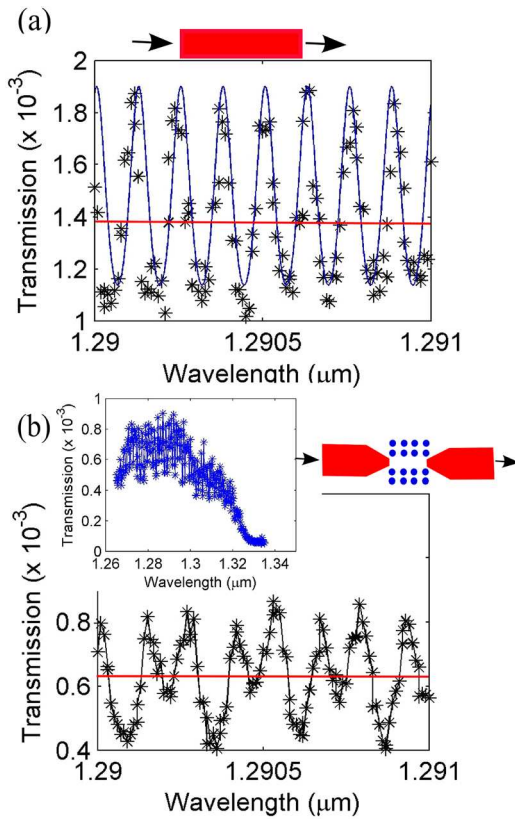 (a)
2
1.8
1.6
1.4
1.2
1
Transmission (x 10⁻³)
1.29 1.2905 1.291
Wavelength (μm)
(b)
1
0.8
0.6
0.4
0.2
0
Transmission (x 10⁻³)
1.26 1.28 1.3 1.32 1.34
Wavelength (μm)
0.8
0.6
0.4
Transmission (x 10⁻³)
1.29 1.2905 1.291
Wavelength (μm)